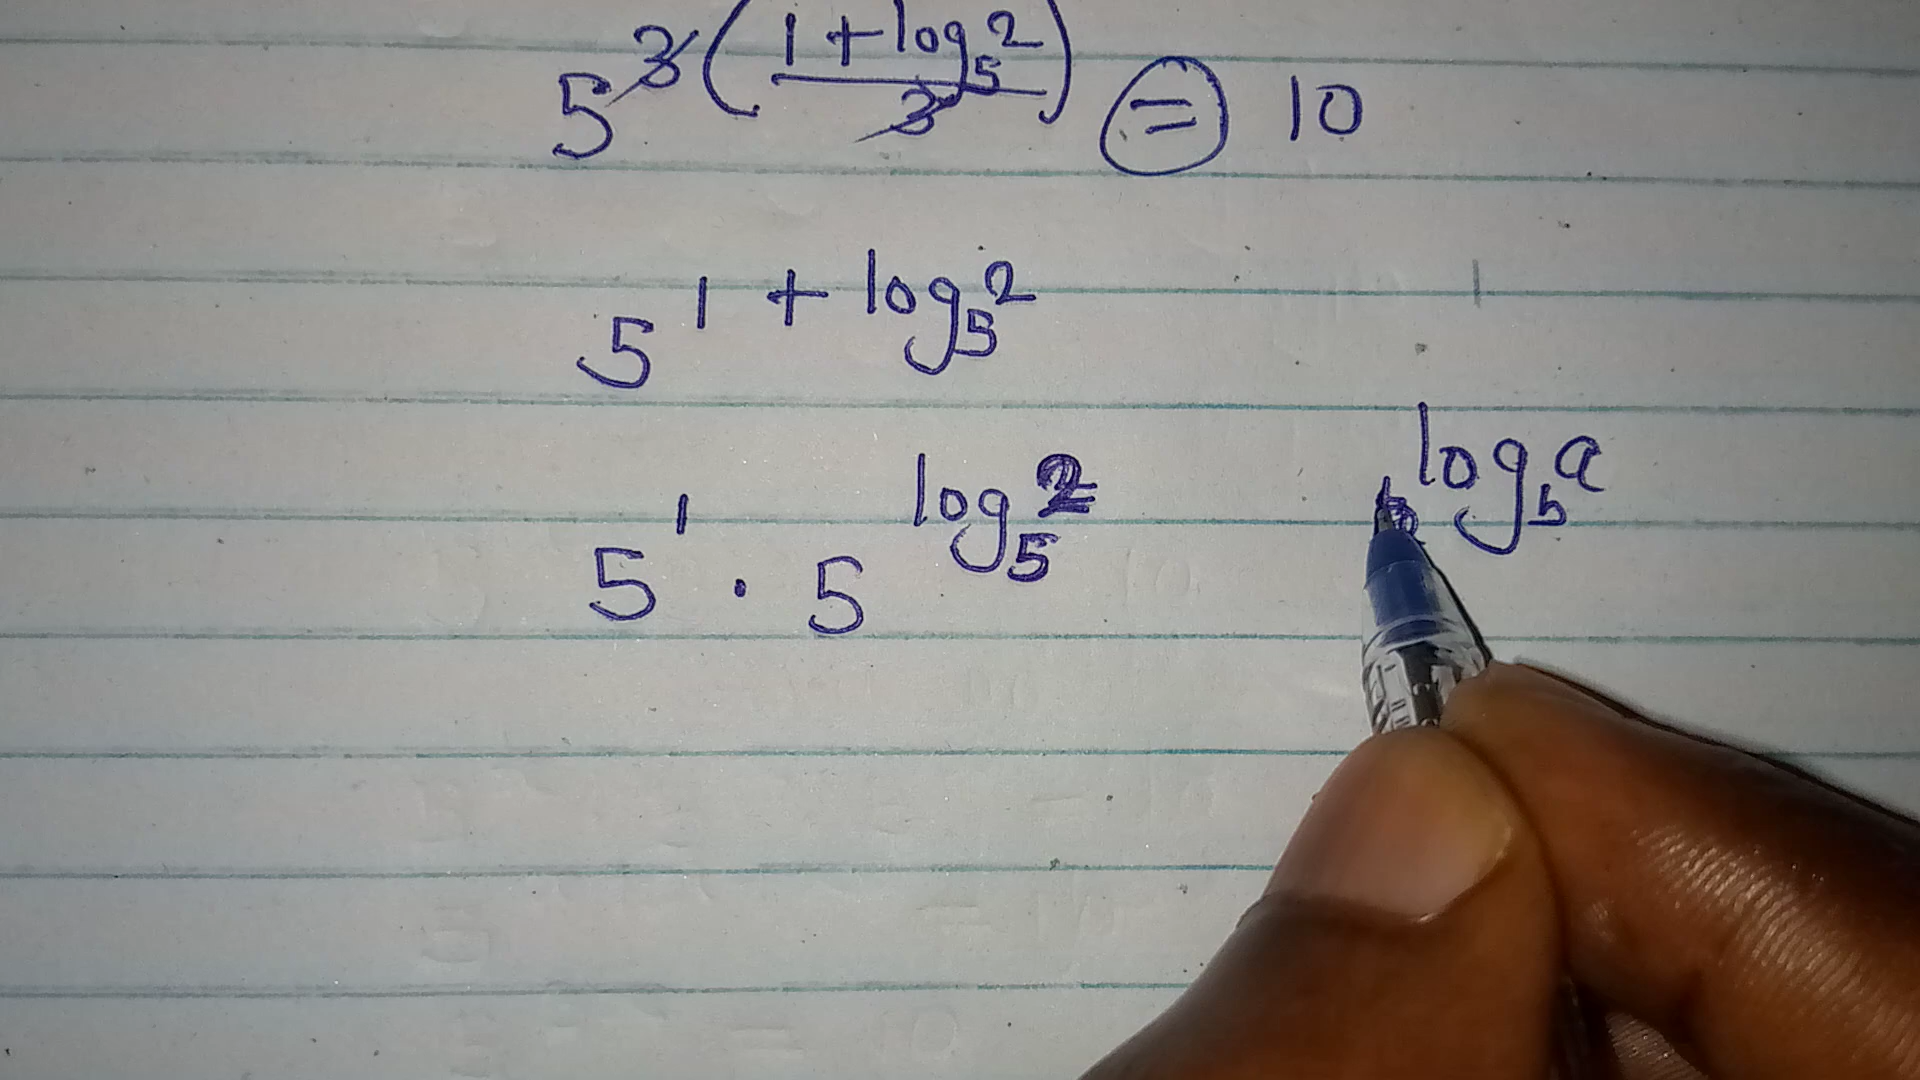 5^3(1+log_5 2/3) = 10
5^1+log_5 2
5^1 · 5^log_5 2 b^log_b a